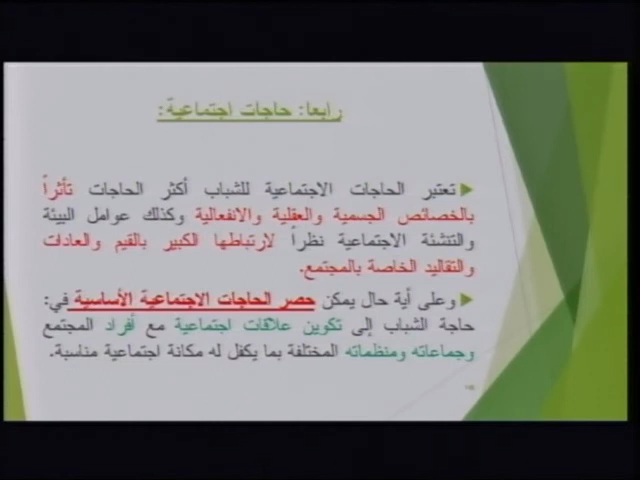 رابعا: حاجات اجتماعية:
تعتبر الحاجات الاجتماعية للشباب أكثر الحاجات تأثراً
بالخصائص الجسمية والعقلية والانفعالية وكذلك عوامل البيئة
والتنشئة الاجتماعية نظراً لارتباطها الكبير بالقيم والعادات
والتقاليد الخاصة بالمجتمع.
وعلى أية حال يمكن حصر الحاجات الاجتماعية الأساسية في:
حاجة الشباب إلى تكوين علاقات اجتماعية مع أفراد المجتمع
وجماعاته ومنظماته المختلفة بما يكفل له مكانة اجتماعية مناسبة.